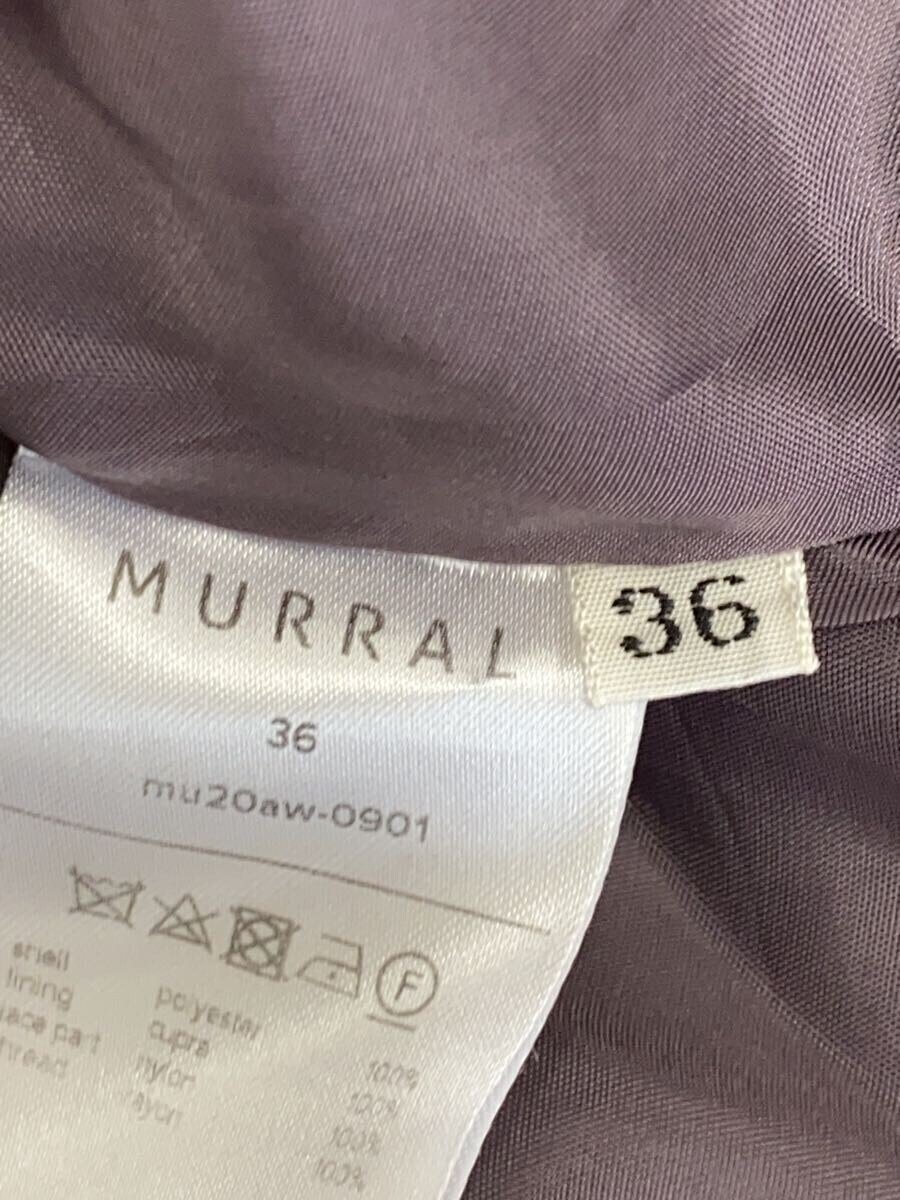 MURRAL
36
36
mu20aw-0901
F
shell polyester 100%
lining cupra 100%
lace part nylon 100%
thread rayon 100%